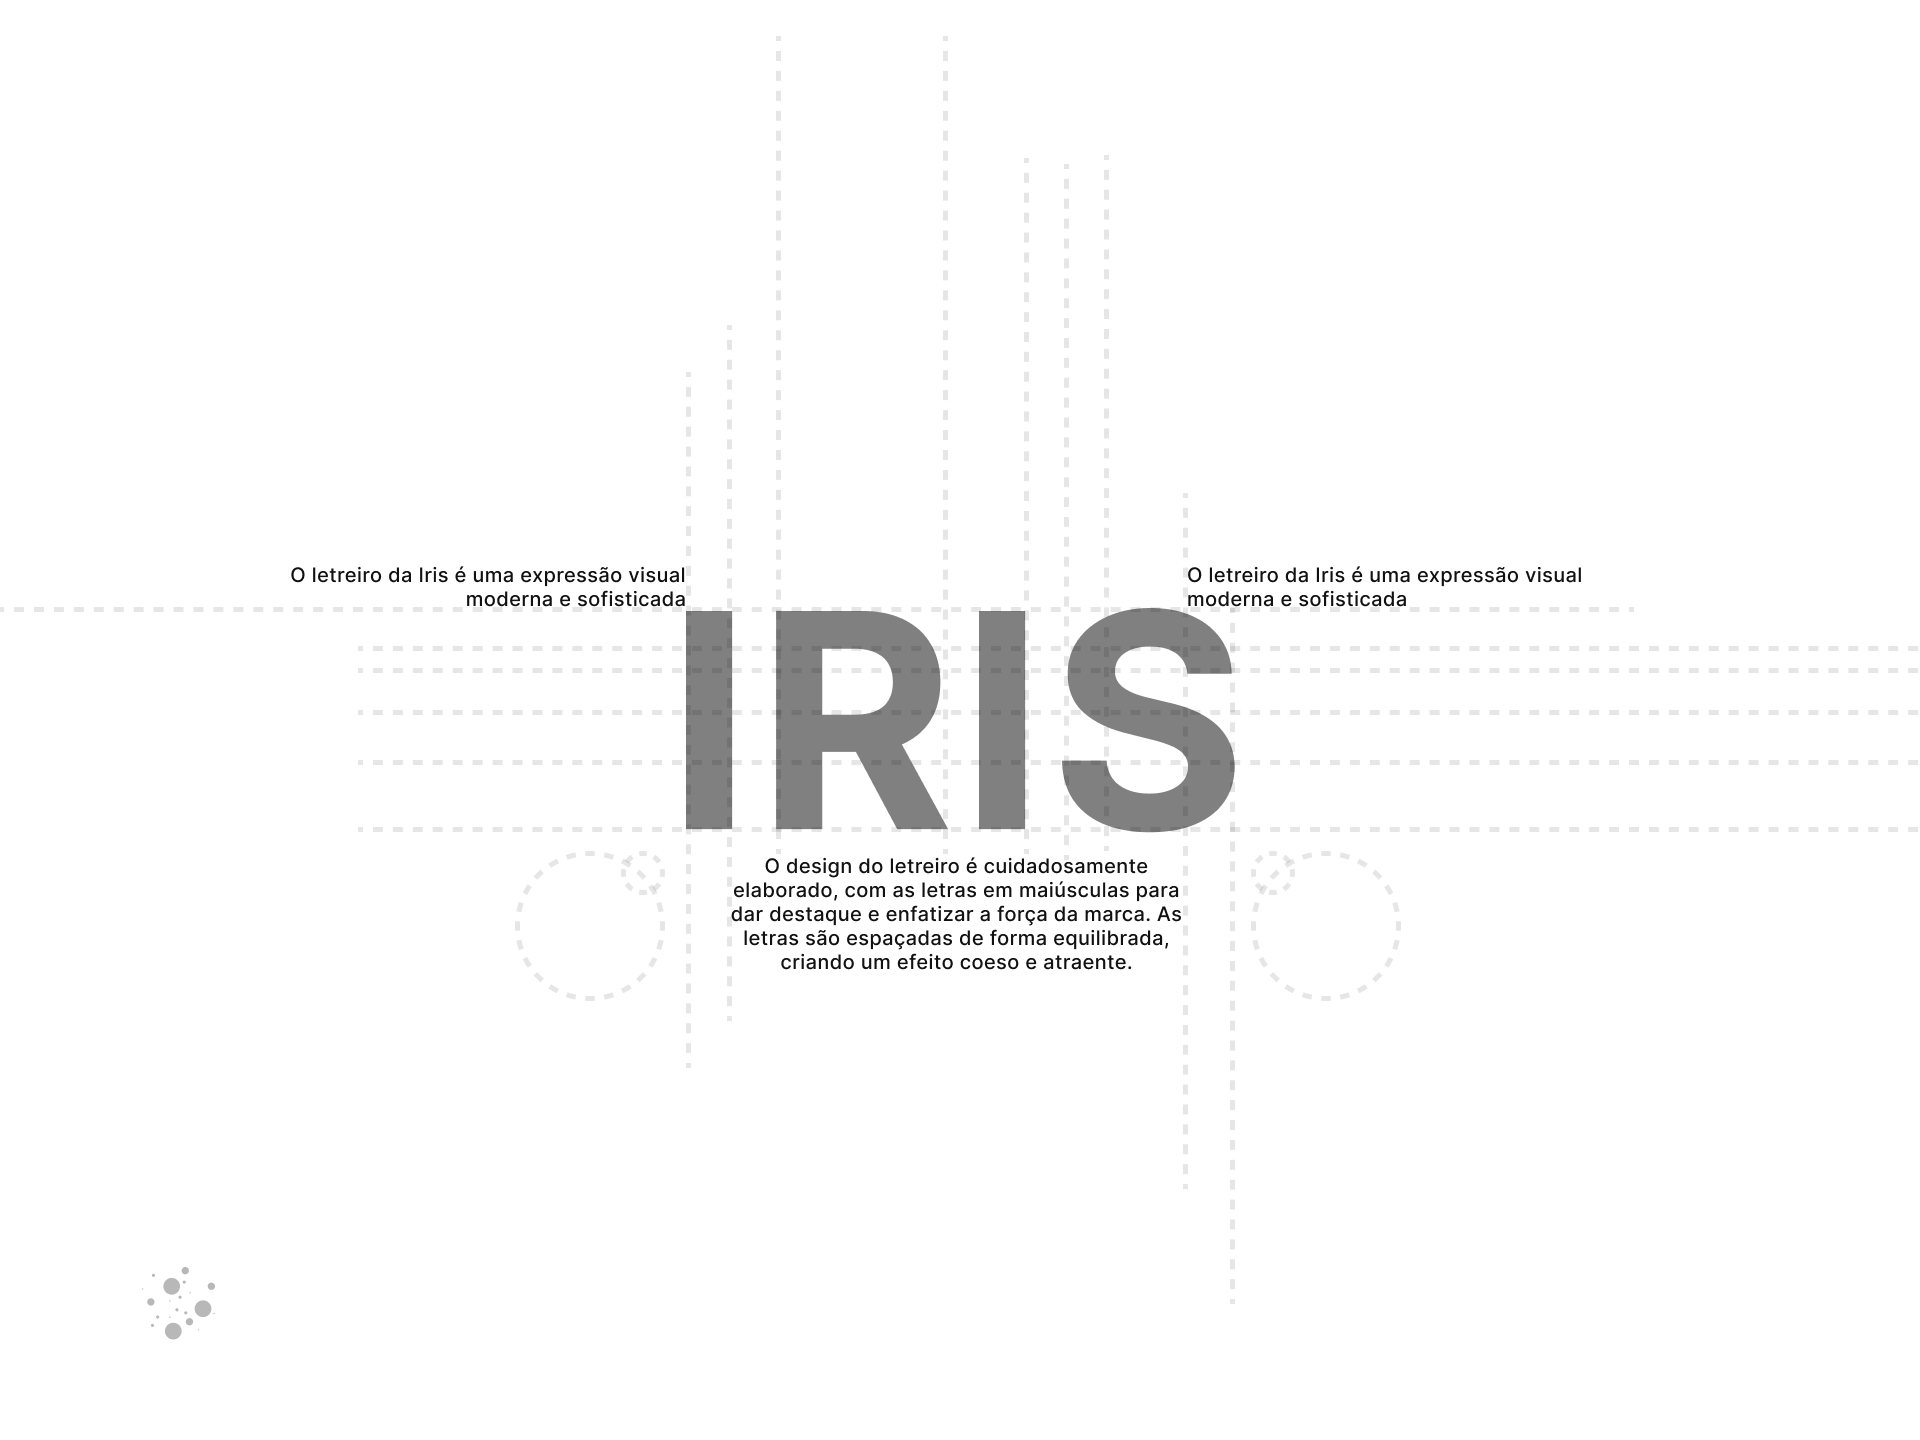 O letreiro da Iris é uma expressão visual
moderna e sofisticada
O letreiro da Iris é uma expressão visual
moderna e sofisticada
IRIS
O design do letreiro é cuidadosamente
elaborado, com as letras em maiúsculas para
dar destaque e enfatizar a força da marca. As
letras são espaçadas de forma equilibrada,
criando um efeito coeso e atraente.